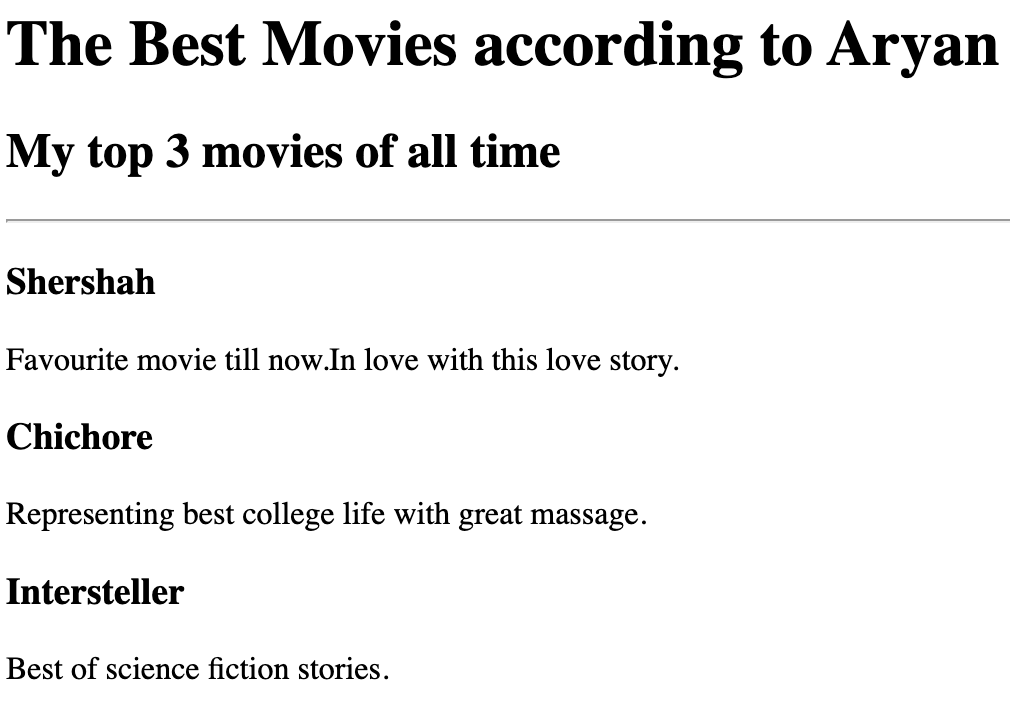 The Best Movies according to Aryan
My top 3 movies of all time
Shershah
Favourite movie till now.In love with this love story.
Chichore
Representing best college life with great massage.
Intersteller
Best of science fiction stories.